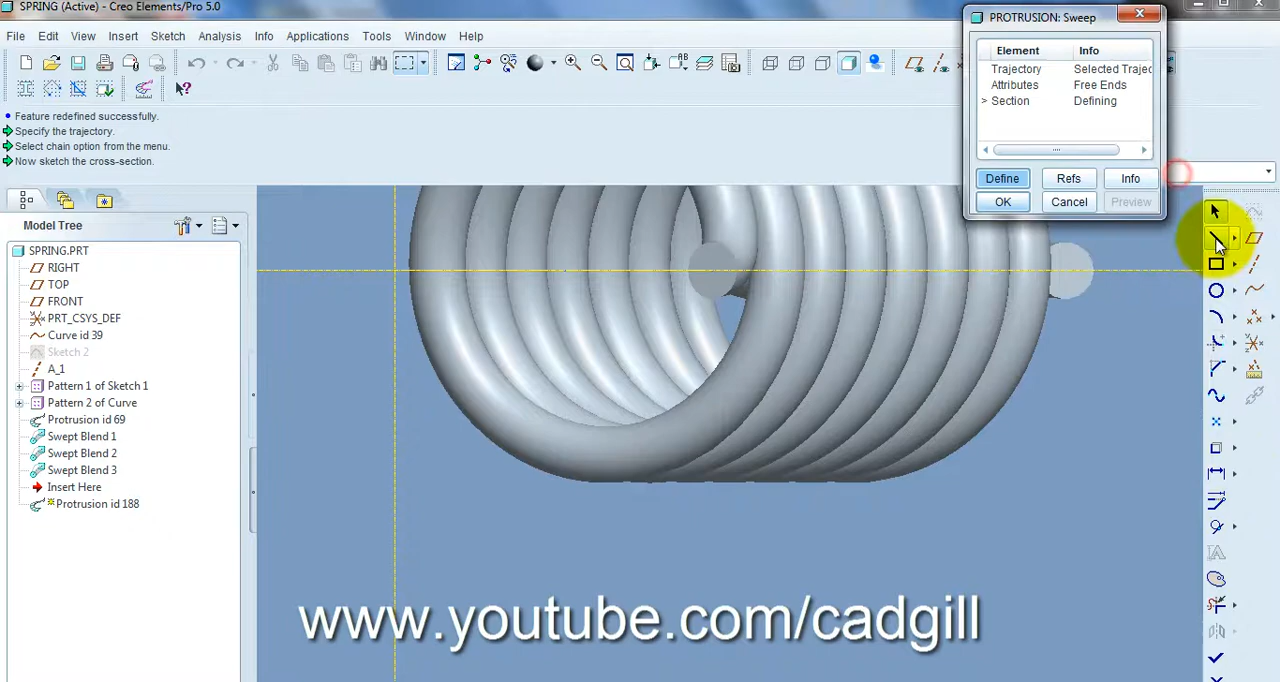 SPRING (Active) - Creo Elements/Pro 5.0
File Edit View Insert Sketch Analysis Info Applications Tools Window Help
PROTRUSION: Sweep
Element Info
Trajectory Selected Trajec
Attributes Free Ends
> Section Defining
Define Refs Info
OK Cancel Preview
Feature redefined successfully.
Specify the trajectory.
Select chain option from the menu.
Now sketch the cross-section.
Model Tree
SPRING.PRT
RIGHT
TOP
FRONT
PRT_CSYS_DEF
Curve id 39
Sketch 2
A_1
Pattern 1 of Sketch 1
Pattern 2 of Curve
Protrusion id 69
Swept Blend 1
Swept Blend 2
Swept Blend 3
Insert Here
Protrusion id 188
www.youtube.com/cadgill